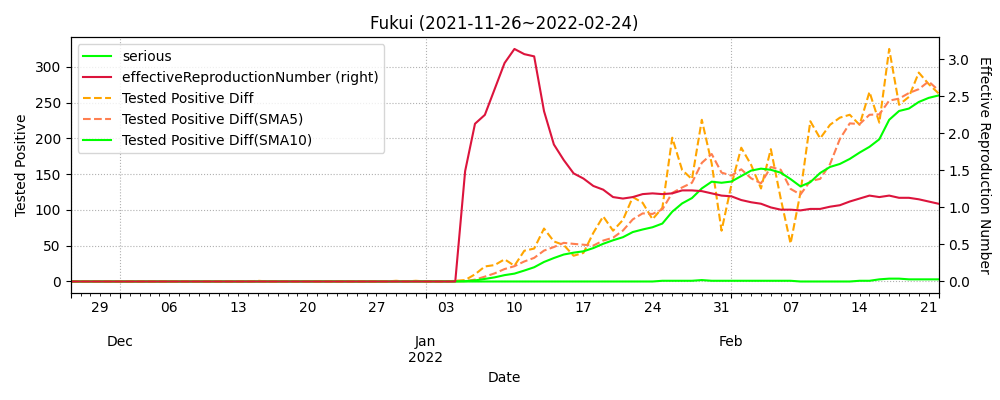 Fukui (2021-11-26~2022-02-24)
serious
effectiveReproductionNumber (right)
Tested Positive Diff
Tested Positive Diff(SMA5)
Tested Positive Diff(SMA10)
Tested Positive
300
250
200
150
100
50
0
3.0
2.5
2.0
1.5
1.0
0.5
0.0
Effective Reproduction Number
29 06 13 20 27 03 10 17 24 31 07 14 21
Dec Jan Feb
2022
Date